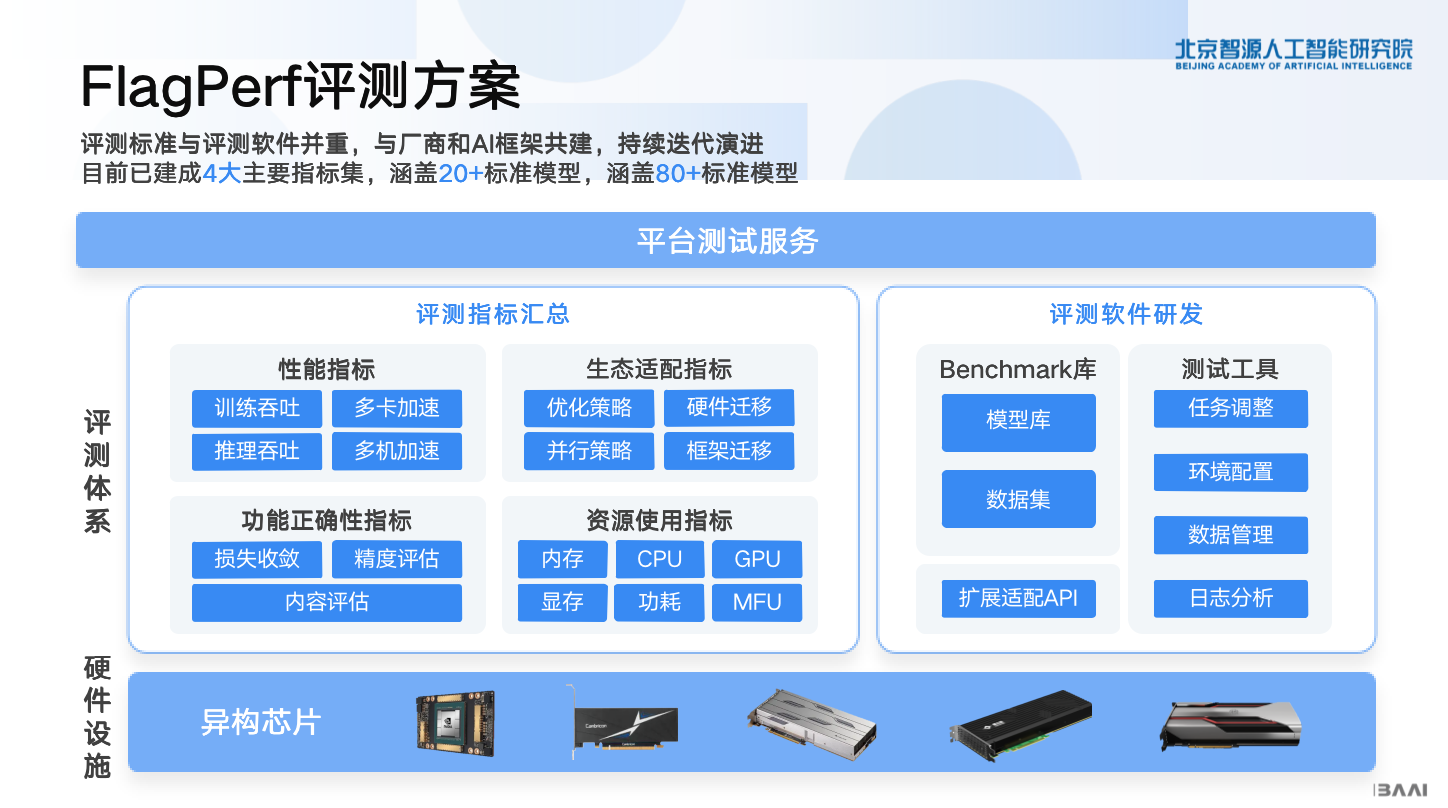 北京智源人工智能研究院
BEIJING ACADEMY OF ARTIFICIAL INTELLIGENCE
FlagPerf评测方案
评测标准与评测软件并重，与厂商和AI框架共建，持续迭代演进
目前已建成4大主要指标集，涵盖20+标准模型，涵盖80+标准模型
平台测试服务
评测体系
评测指标汇总
性能指标
训练吞吐
多卡加速
推理吞吐
多机加速
生态适配指标
优化策略
硬件迁移
并行策略
框架迁移
功能正确性指标
损失收敛
精度评估
内容评估
资源使用指标
内存
CPU
GPU
显存
功耗
MFU
评测软件研发
Benchmark库
模型库
数据集
扩展适配API
测试工具
任务调整
环境配置
数据管理
日志分析
硬件设施
异构芯片
Cambricon
BAAI